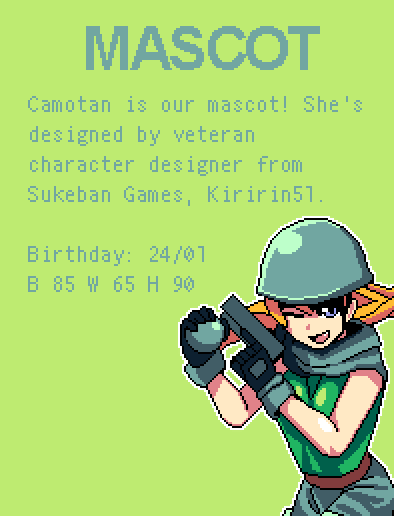 MASCOT
Camotan is our mascot! She's
designed by veteran
character designer from
Sukeban Games, Kiririn51.
Birthday: 24/01
B 85 W 65 H 90